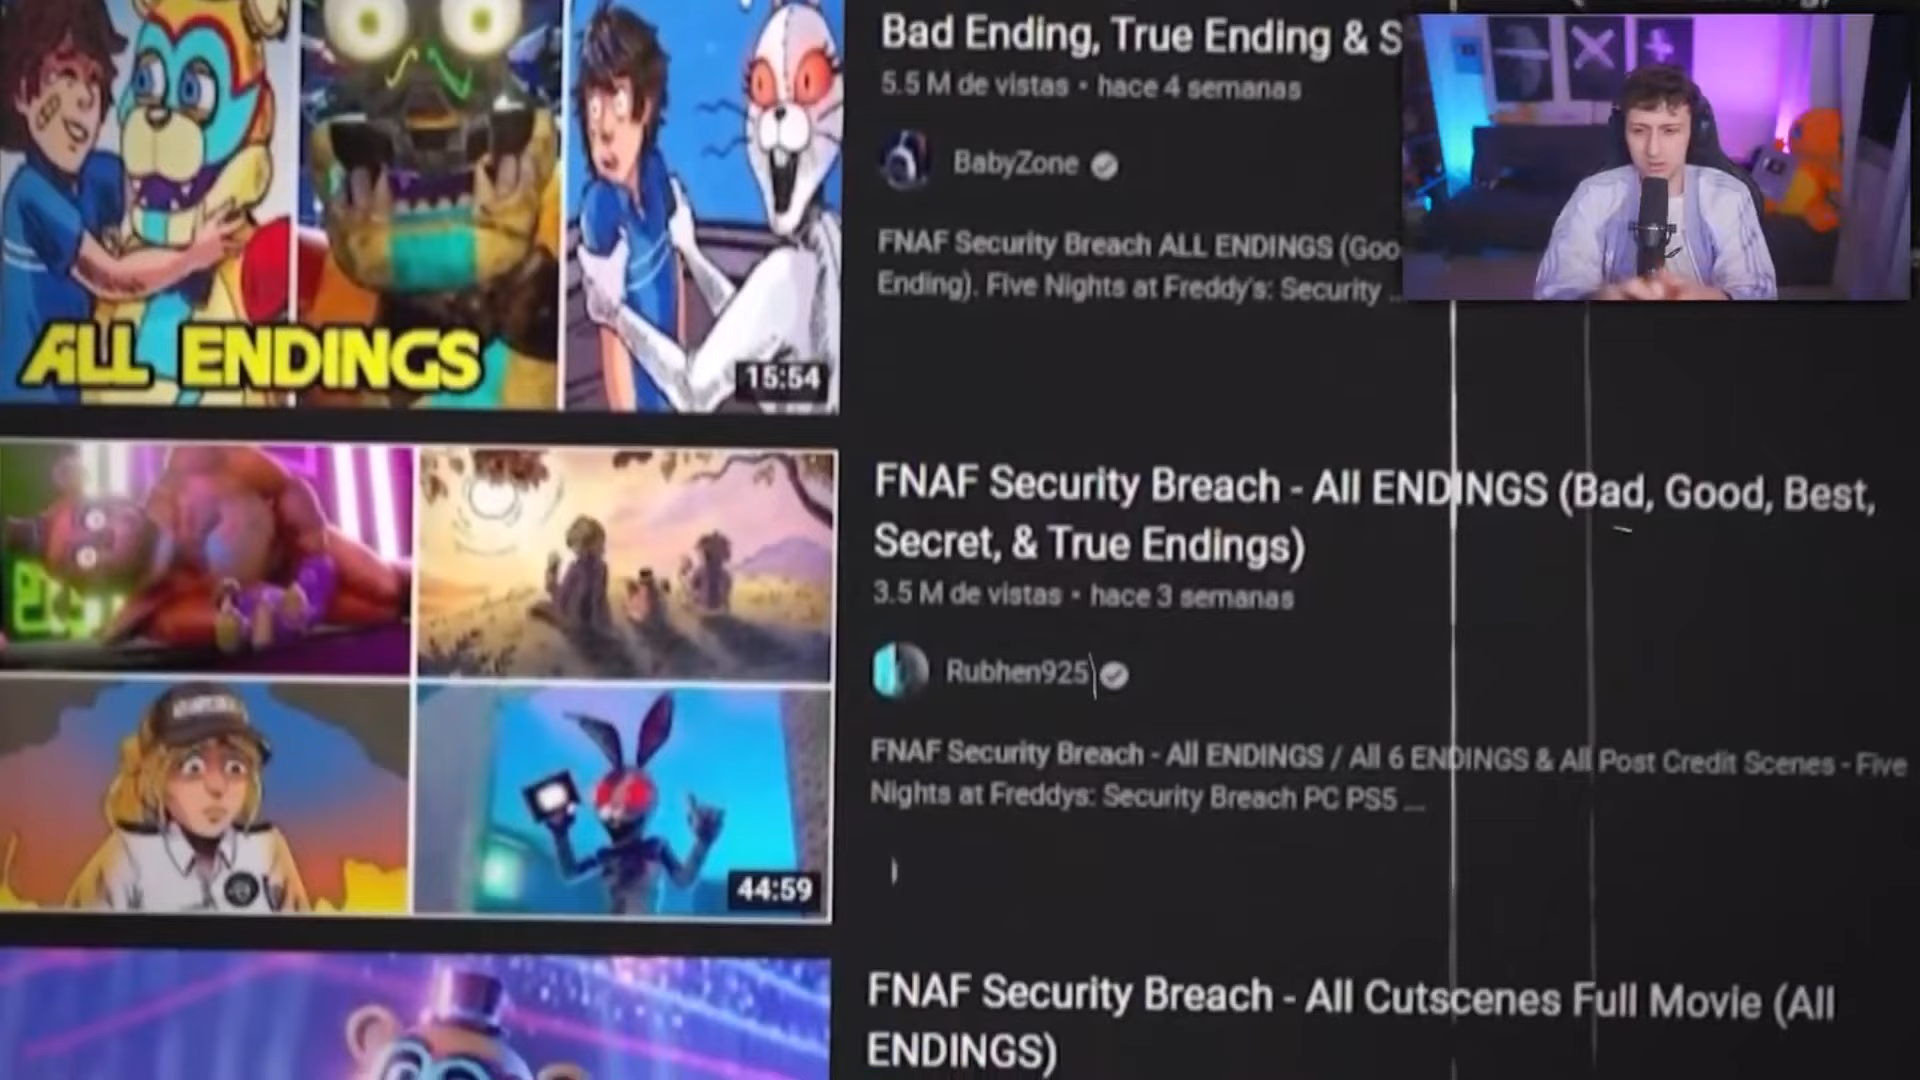 Bad Ending, True Ending & S
5.5 M de vistas • hace 4 semanas
BabyZone
FNAF Security Breach ALL ENDINGS (Goo
Ending). Five Nights at Freddy's: Security ...
ALL ENDINGS
15:54
FNAF Security Breach - All ENDINGS (Bad, Good, Best,
Secret, & True Endings)
3.5 M de vistas • hace 3 semanas
Rubhen925
FNAF Security Breach - All ENDINGS / All 6 ENDINGS & All Post Credit Scenes - Five
Nights at Freddys: Security Breach PC PS5 ...
44:59
FNAF Security Breach - All Cutscenes Full Movie (All
ENDINGS)